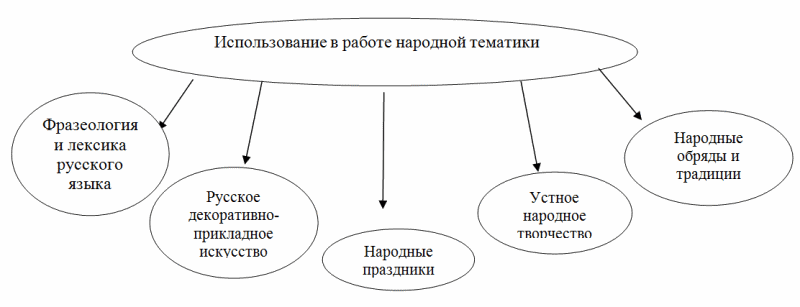 Использование в работе народной тематики
Фразеология
и лексика
русского
языка
Русское
декоративно-
прикладное
искусство
Народные
праздники
Устное
народное
творчество
Народные
обряды и
традиции